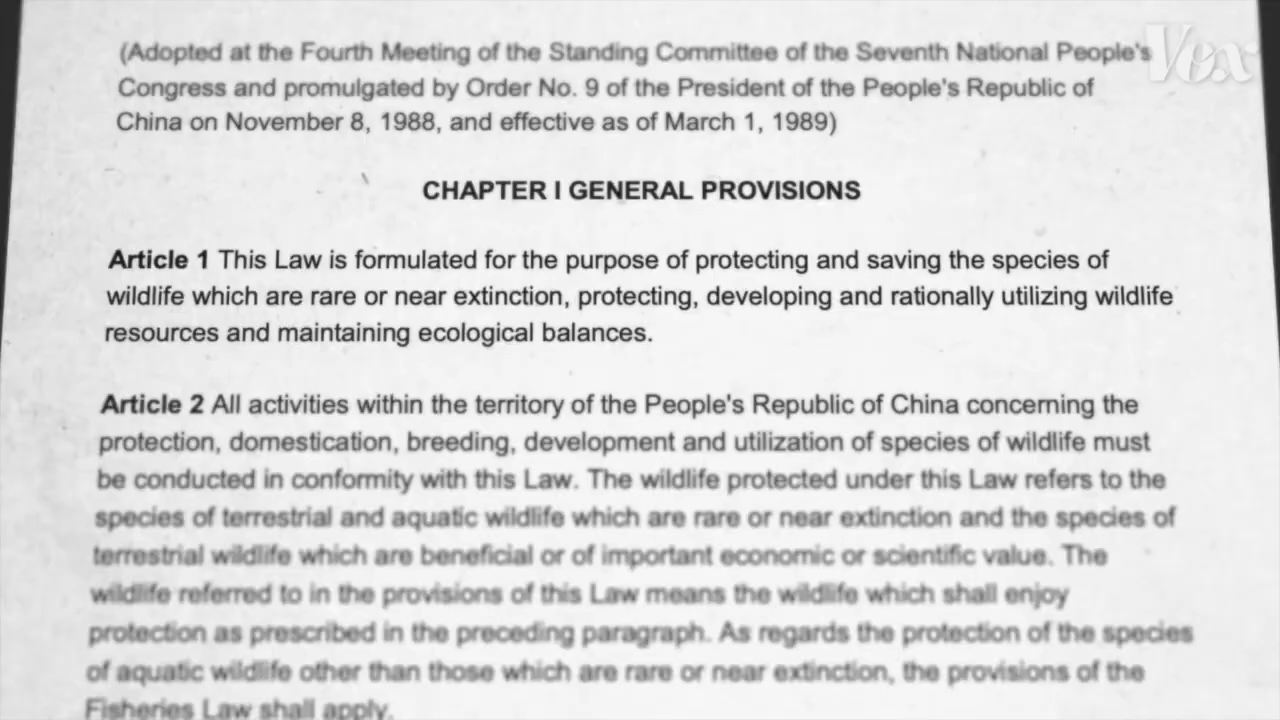 Vox
(Adopted at the Fourth Meeting of the Standing Committee of the Seventh National People's
Congress and promulgated by Order No. 9 of the President of the People's Republic of
China on November 8, 1988, and effective as of March 1, 1989)
CHAPTER I GENERAL PROVISIONS
Article 1 This Law is formulated for the purpose of protecting and saving the species of
wildlife which are rare or near extinction, protecting, developing and rationally utilizing wildlife
resources and maintaining ecological balances.
Article 2 All activities within the territory of the People's Republic of China concerning the
protection, domestication, breeding, development and utilization of species of wildlife must
be conducted in conformity with this Law. The wildlife protected under this Law refers to the
species of terrestrial and aquatic wildlife which are rare or near extinction and the species of
terrestrial wildlife which are beneficial or of important economic or scientific value. The
wildlife referred to in the provisions of this Law means the wildlife which shall enjoy
protection as prescribed in the preceding paragraph. As regards the protection of the species
of aquatic wildlife other than those which are rare or near extinction, the provisions of the
Fisheries Law shall apply.